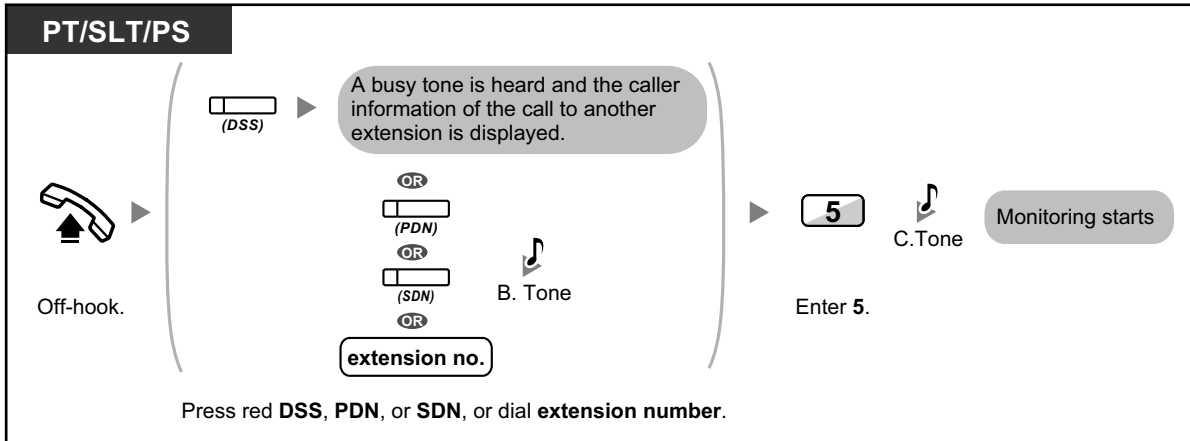 PT/SLT/PS
(DSS)
A busy tone is heard and the caller
information of the call to another
extension is displayed.
OR
(PDN)
OR
(SDN)
B. Tone
OR
extension no.
5
C.Tone
Monitoring starts
Off-hook.
Enter 5.
Press red DSS, PDN, or SDN, or dial extension number.